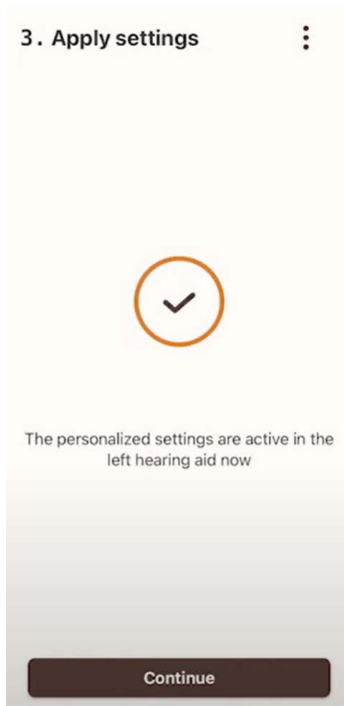 3. Apply settings
The personalized settings are active in the
left hearing aid now
Continue